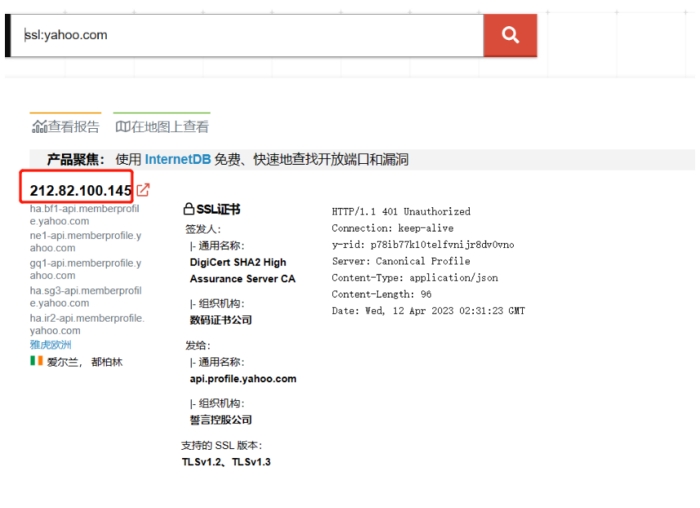 ssl:yahoo.com
查看报告 在地图上查看
产品聚焦： 使用 InternetDB 免费、快速地查找开放端口和漏洞
212.82.100.145
ha.bf1-api.memberprofil
e.yahoo.com
ne1-api.memberprofile.y
ahoo.com
gq1-api.memberprofile.y
ahoo.com
ha.sg3-api.memberprofil
e.yahoo.com
ha.ir2-api.memberprofile.
yahoo.com
雅虎欧洲
爱尔兰， 都柏林
SSL证书
签发人：
|- 通用名称：
DigiCert SHA2 High
Assurance Server CA
|- 组织机构：
数码证书公司
发给：
|- 通用名称：
api.profile.yahoo.com
|- 组织机构：
誓言控股公司
支持的 SSL 版本：
TLSv1.2、TLSv1.3
HTTP/1.1 401 Unauthorized
Connection: keep-alive
y-rid: p78ib77k10telfvnijr8dv0vno
Server: Canonical Profile
Content-Type: application/json
Content-Length: 96
Date: Wed, 12 Apr 2023 02:31:23 GMT